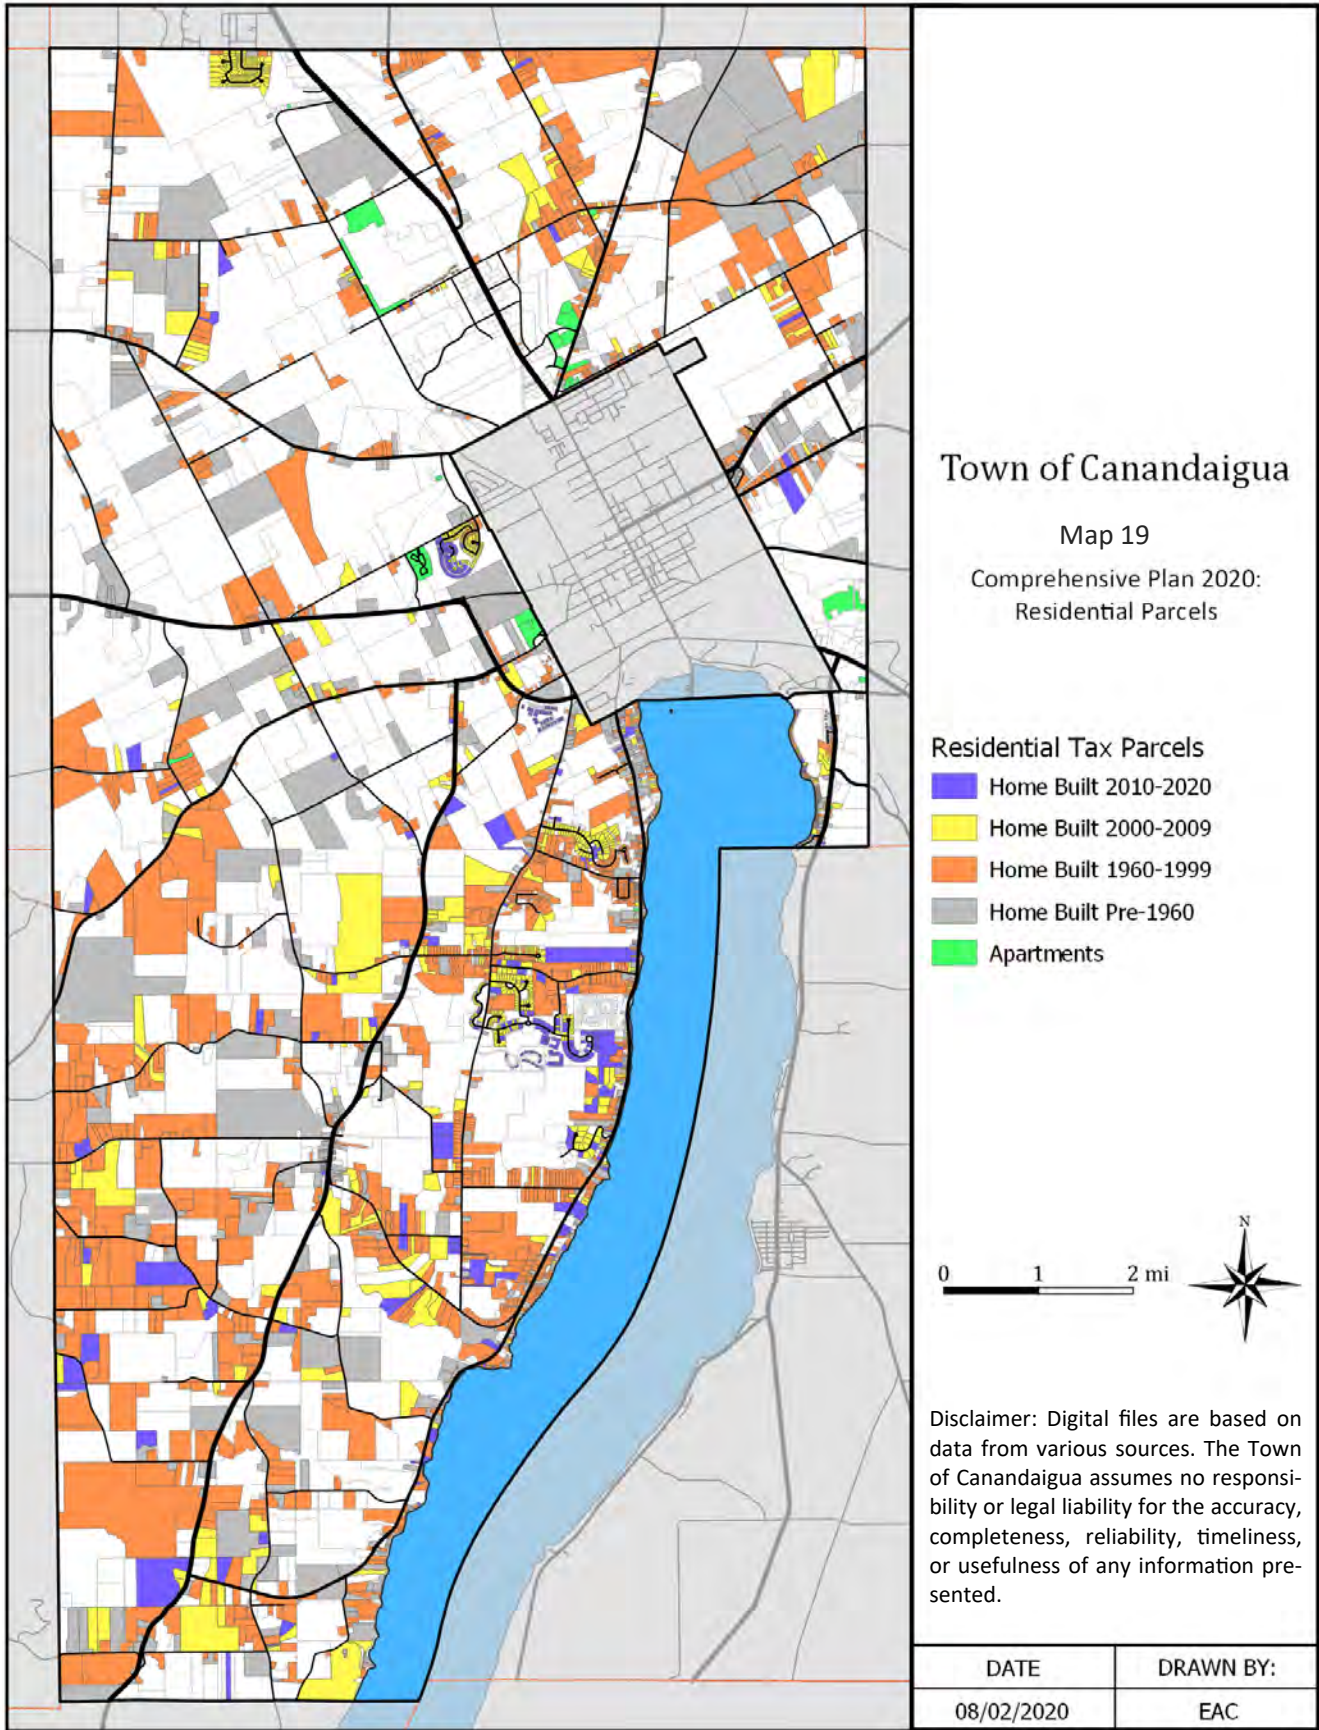 Town of Canandaigua
Map 19
Comprehensive Plan 2020:
Residential Parcels
Residential Tax Parcels
Home Built 2010-2020
Home Built 2000-2009
Home Built 1960-1999
Home Built Pre-1960
Apartments
N
0 1 2 mi
Disclaimer: Digital files are based on
data from various sources. The Town
of Canandaigua assumes no responsi-
bility or legal liability for the accuracy,
completeness, reliability, timeliness,
or usefulness of any information pre-
sented.
DATE DRAWN BY:
08/02/2020 EAC